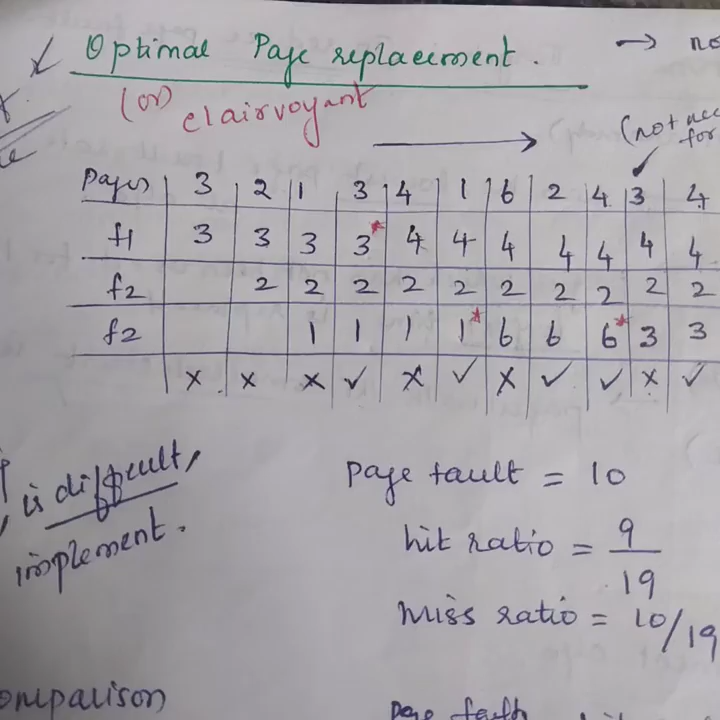 Optimal Page replacement. → no
(or) clairvoyant
(not nec
for
Pages 3 2 1 3 4 1 6 2 4 3 4
f1 3 3 3 3* 4 4 4 4 4 4 4
f2 2 2 2 2 2 2 2 2 2 2
f2 1 1 1 1* 6 6 6* 3 3
x x x ✓ x ✓ x ✓ ✓ x ✓
is difficult,
implement.
Page fault = 10
hit ratio = 9/19
Miss ratio = 10/19
omparison
Page fault